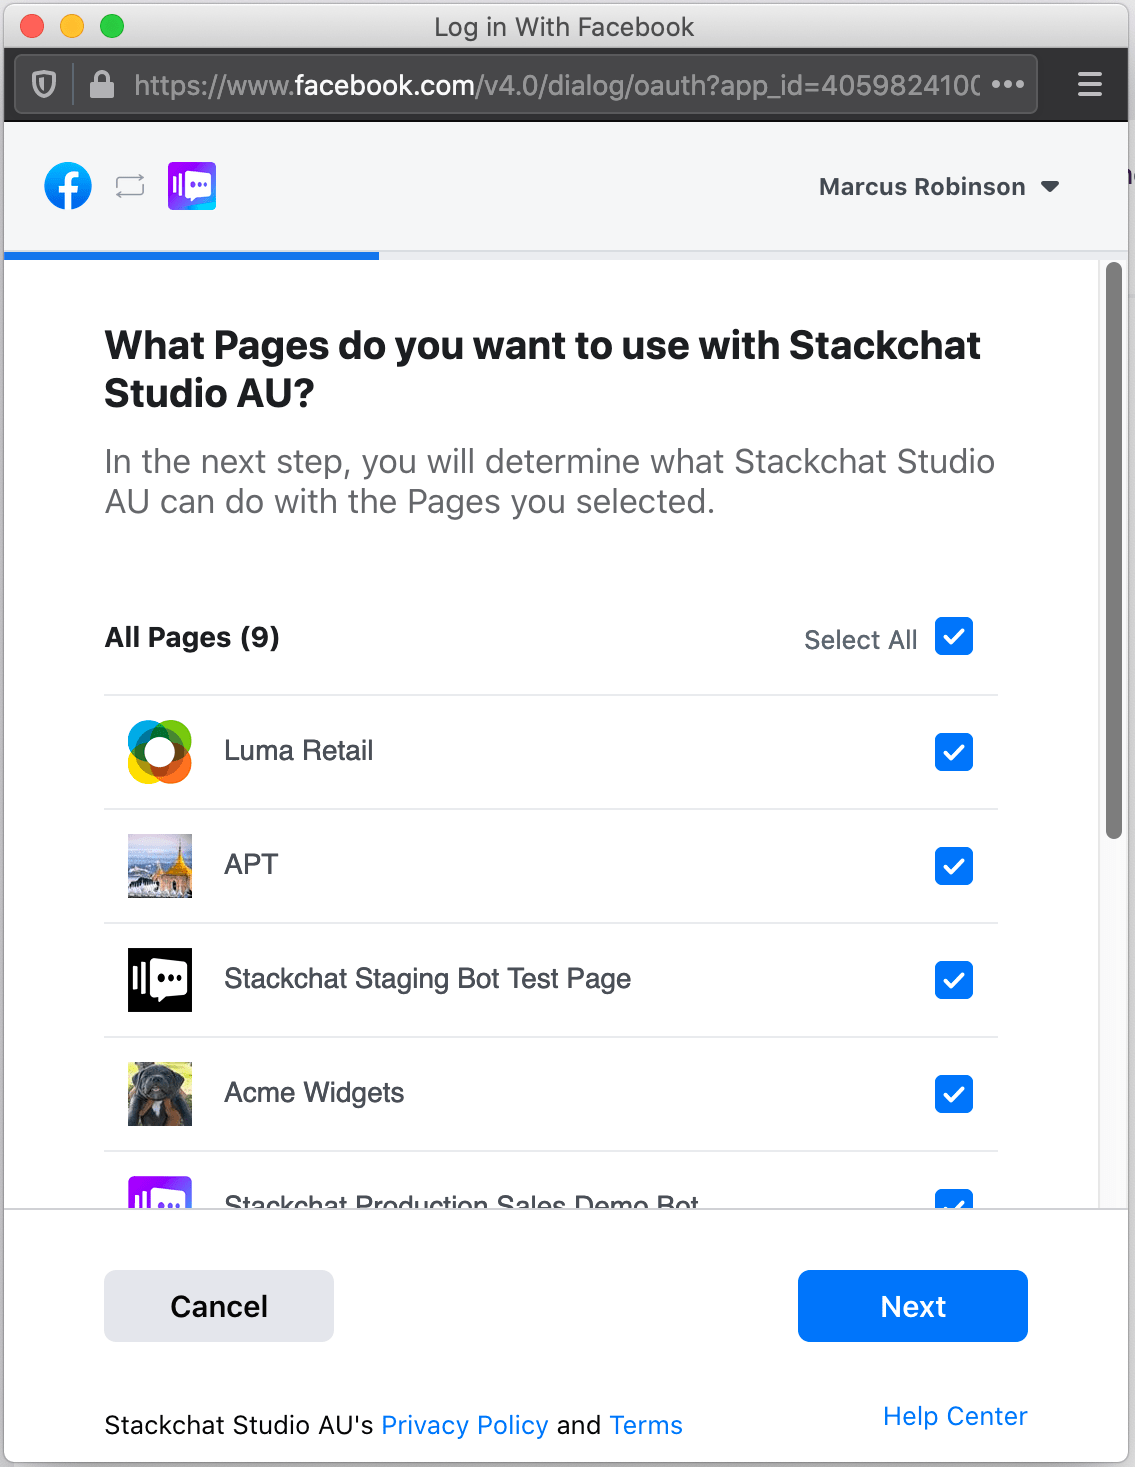 Log in With Facebook
https://www.facebook.com/v4.0/dialog/oauth?app_id=405982410
Marcus Robinson
What Pages do you want to use with Stackchat
Studio AU?
In the next step, you will determine what Stackchat Studio
AU can do with the Pages you selected.
All Pages (9)
Select All
Luma Retail
APT
Stackchat Staging Bot Test Page
Acme Widgets
Stackchat Production Sales Demo Bot
Cancel
Next
Stackchat Studio AU's Privacy Policy and Terms
Help Center